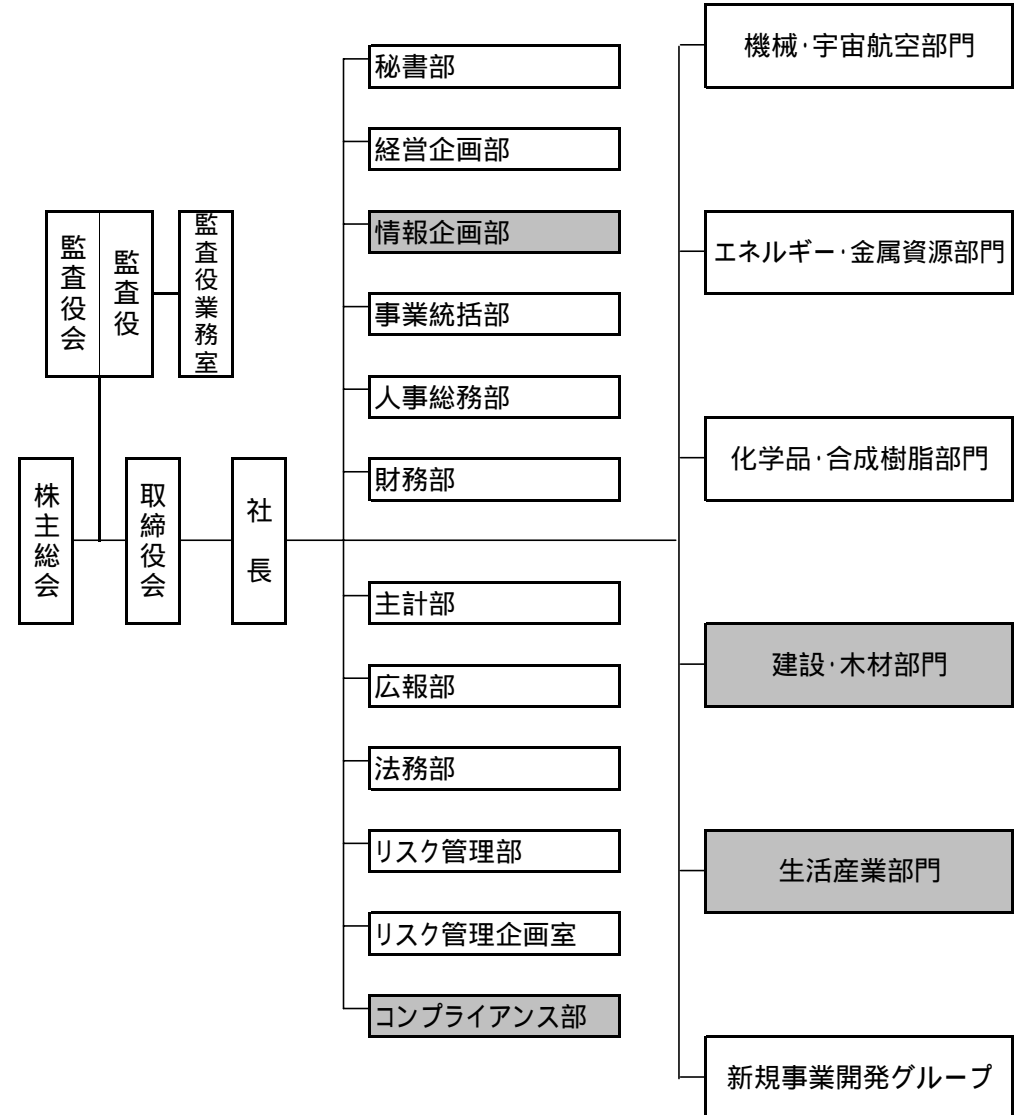 監査役会
監査役
監査役業務室
株主総会
取締役会
社長
秘書部
経営企画部
情報企画部
事業統括部
人事総務部
財務部
主計部
広報部
法務部
リスク管理部
リスク管理企画室
コンプライアンス部
機械・宇宙航空部門
エネルギー・金属資源部門
化学品・合成樹脂部門
建設・木材部門
生活産業部門
新規事業開発グループ